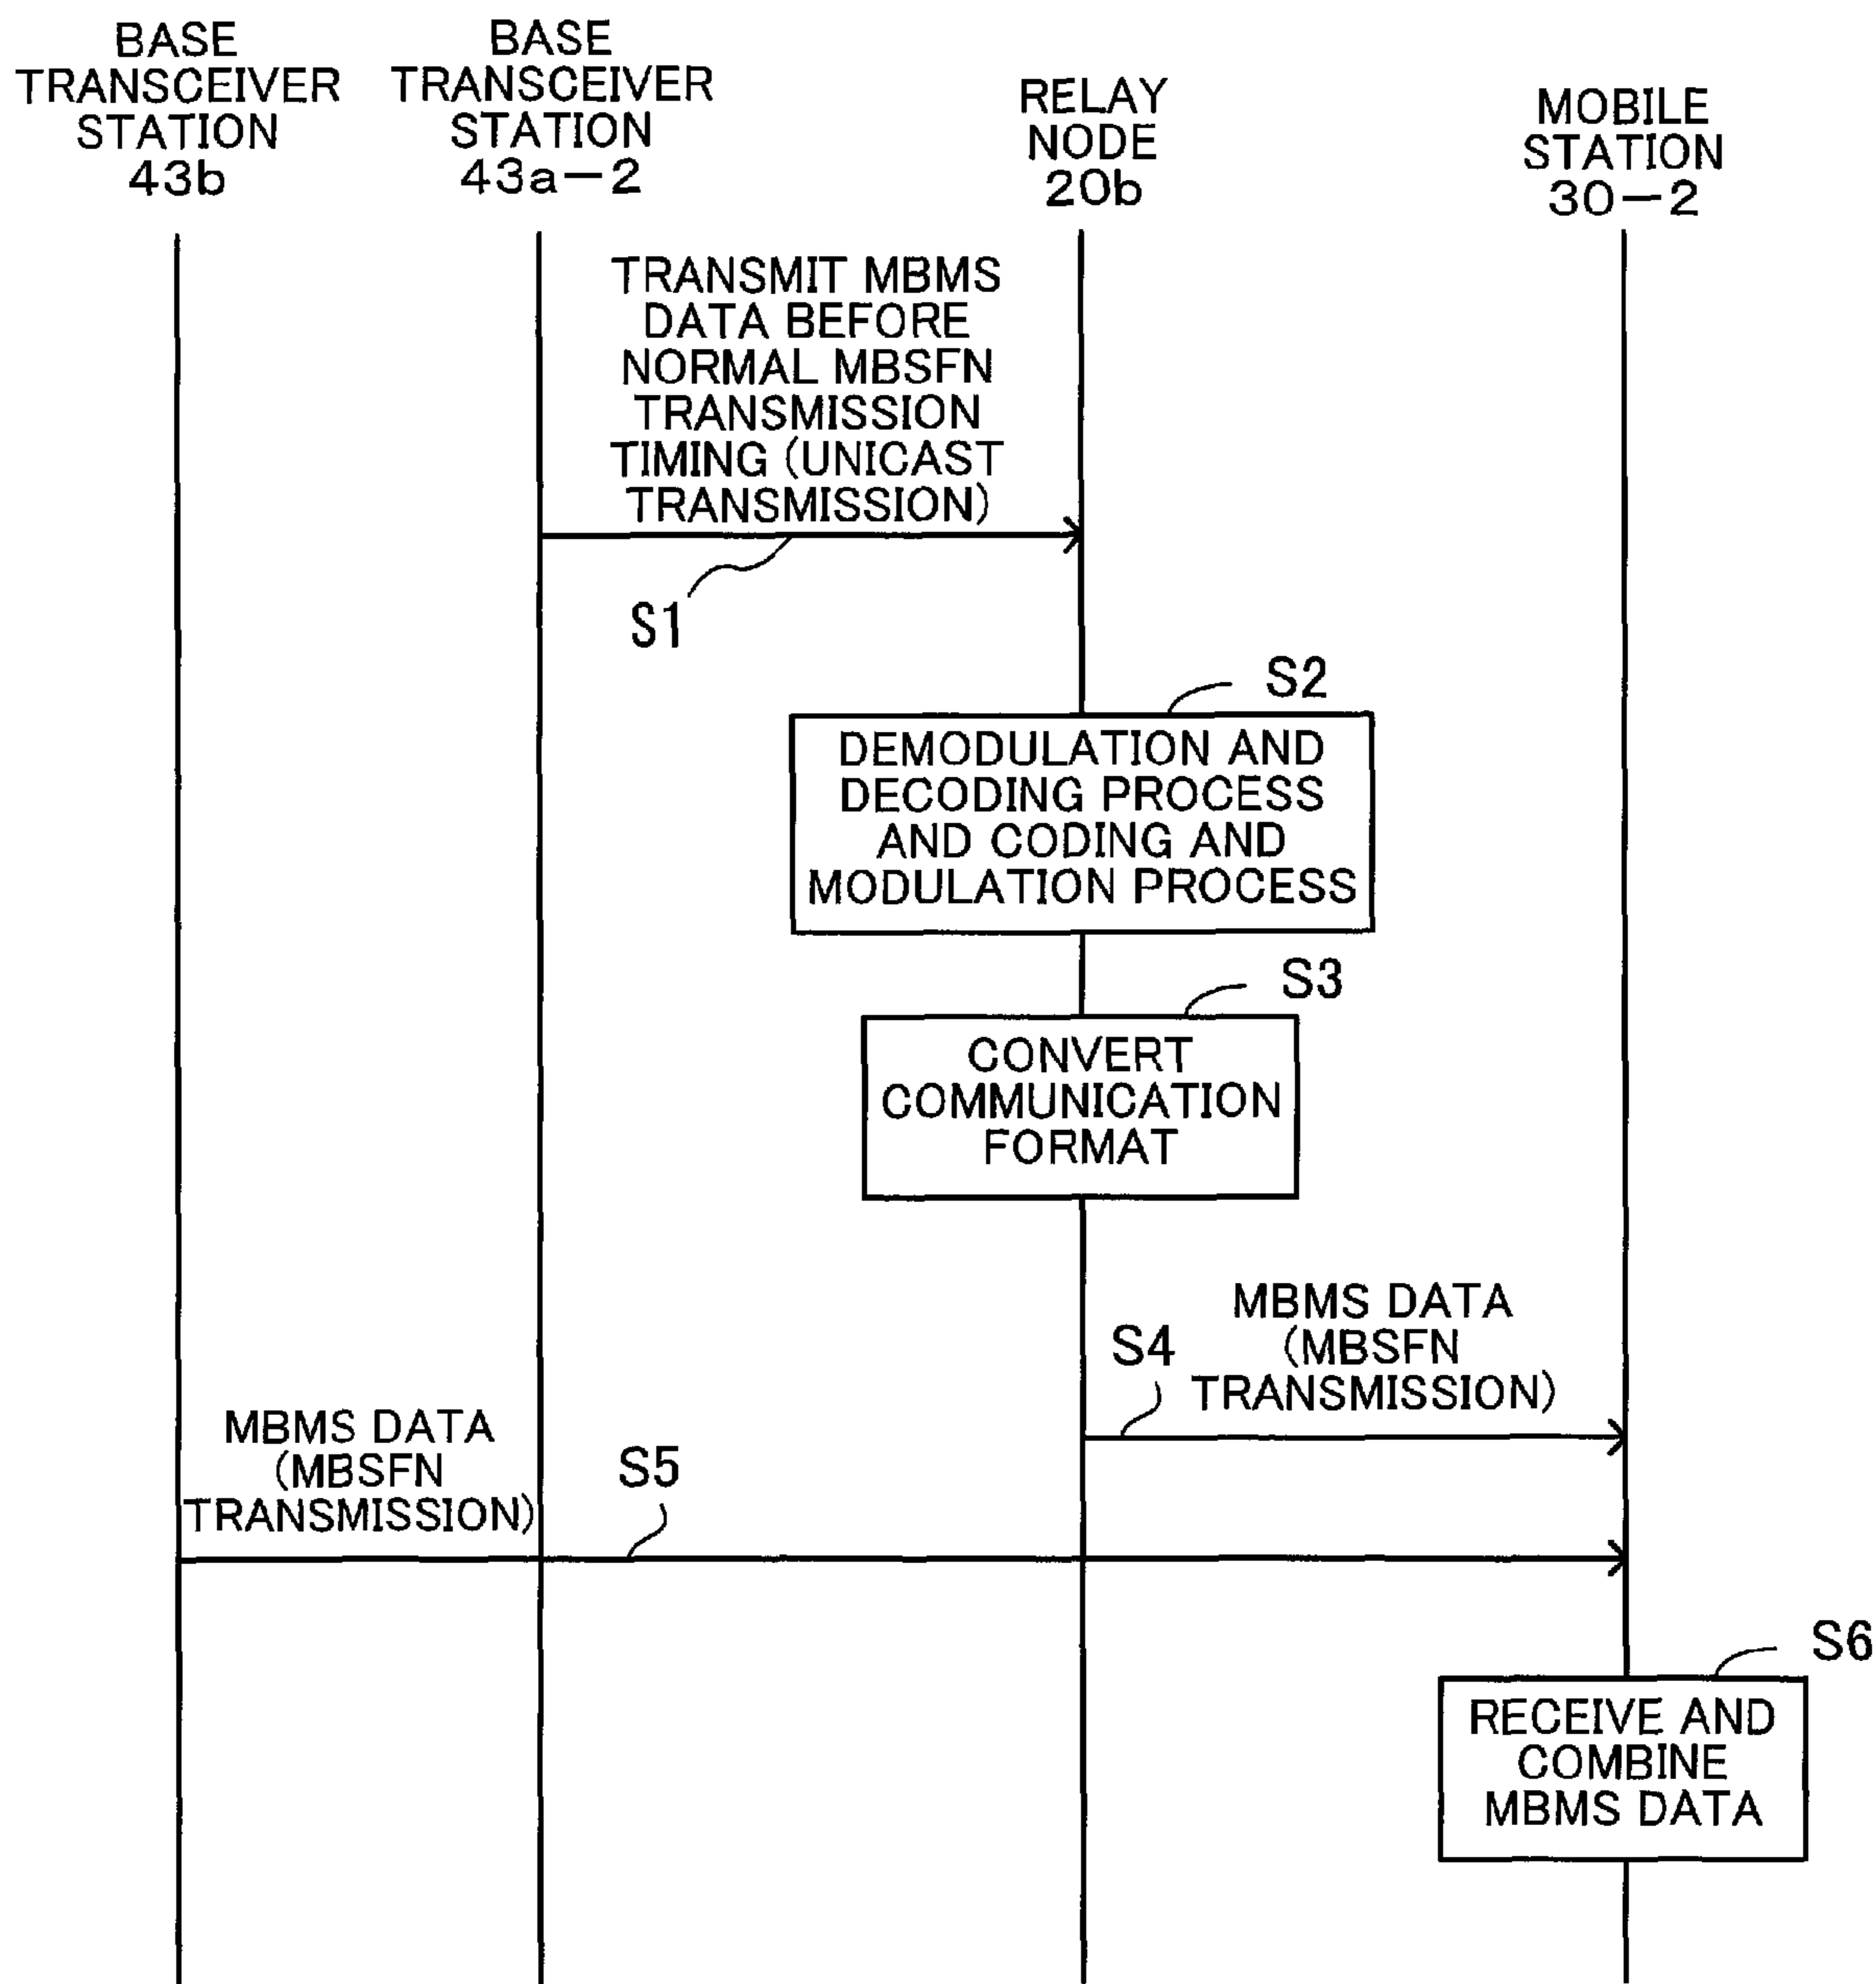 BASE
TRANSCEIVER
STATION
43b
BASE
TRANSCEIVER
STATION
43a-2
RELAY
NODE
20b
MOBILE
STATION
30-2
TRANSMIT MBMS
DATA BEFORE
NORMAL MBSFN
TRANSMISSION
TIMING (UNICAST
TRANSMISSION)
S1
S2
DEMODULATION AND
DECODING PROCESS
AND CODING AND
MODULATION PROCESS
S3
CONVERT
COMMUNICATION
FORMAT
MBMS DATA
(MBSFN
TRANSMISSION)
S4
MBMS DATA
(MBSFN
TRANSMISSION)
S5
S6
RECEIVE AND
COMBINE
MBMS DATA